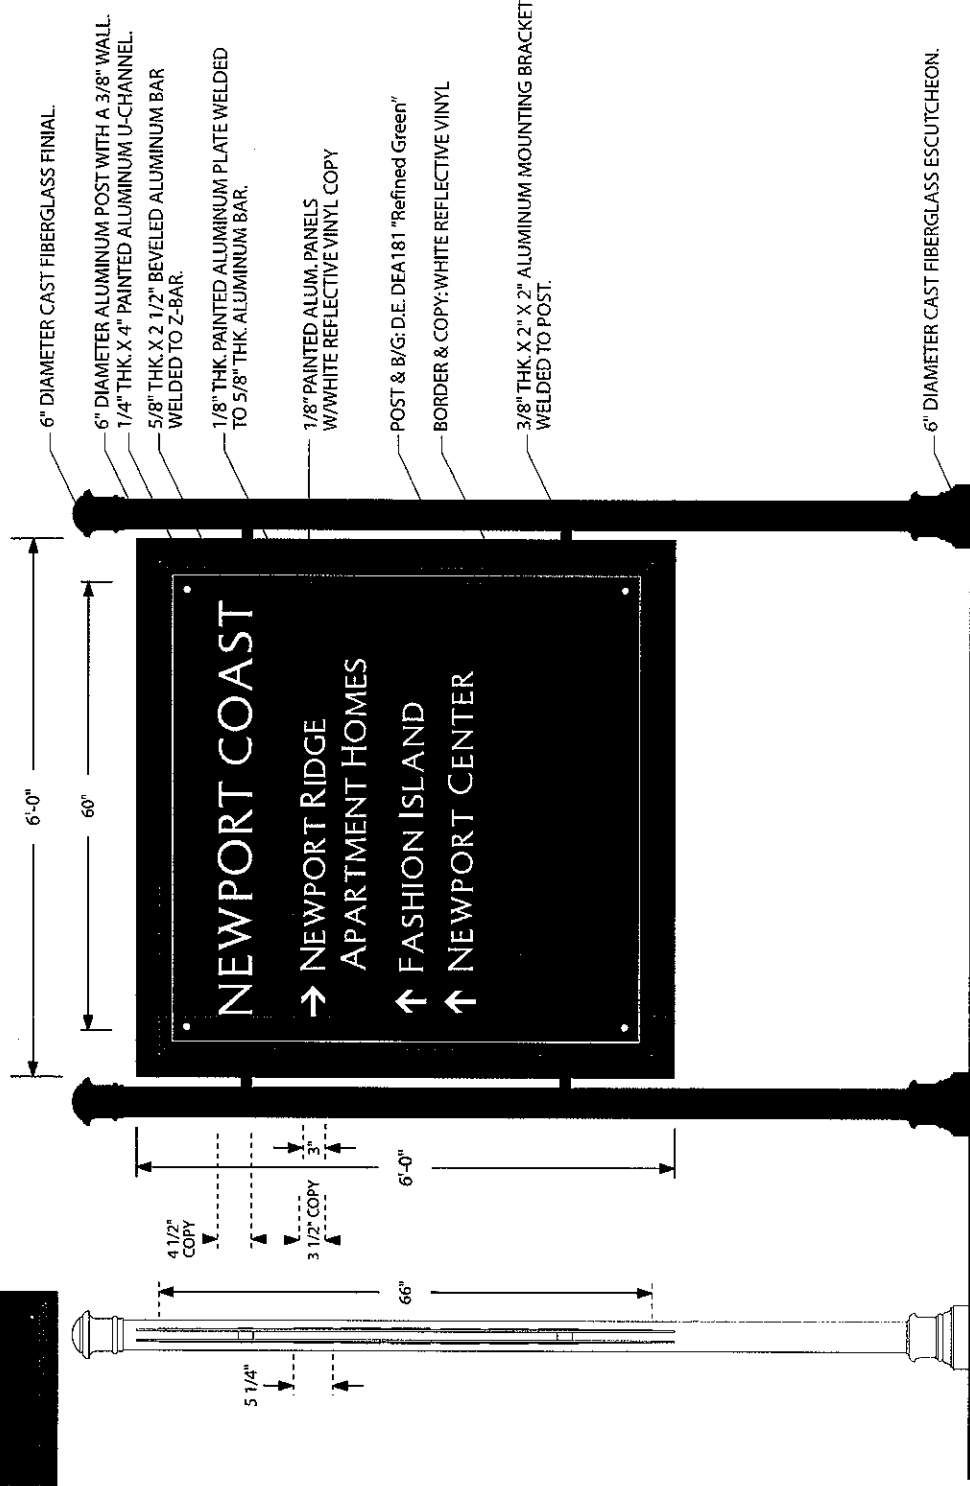 6'-0"
60"
6" DIAMETER CAST FIBERGLASS FINIAL.
6" DIAMETER ALUMINUM POST WITH A 3/8" WALL.
1/4" THK. X 4" PAINTED ALUMINUM U-CHANNEL.
5/8" THK. X 2 1/2" BEVELED ALUMINUM BAR
WELDED TO Z-BAR.
1/8" THK. PAINTED ALUMINUM PLATE WELDED
TO 5/8" THK. ALUMINUM BAR.
1/8" PAINTED ALUM. PANELS
W/WHITE REFLECTIVE VINYL COPY
POST & B/G: D.E. DEA181 "Refined Green"
BORDER & COPY: WHITE REFLECTIVE VINYL
3/8" THK. X 2" X 2" ALUMINUM MOUNTING BRACKET
WELDED TO POST.
6" DIAMETER CAST FIBERGLASS ESCUTCHEON.
NEWPORT COAST
→ NEWPORT RIDGE
APARTMENT HOMES
↑ FASHION ISLAND
↑ NEWPORT CENTER
4 1/2"
COPY
3"
3 1/2" COPY
6'-0"
66"
5 1/4"